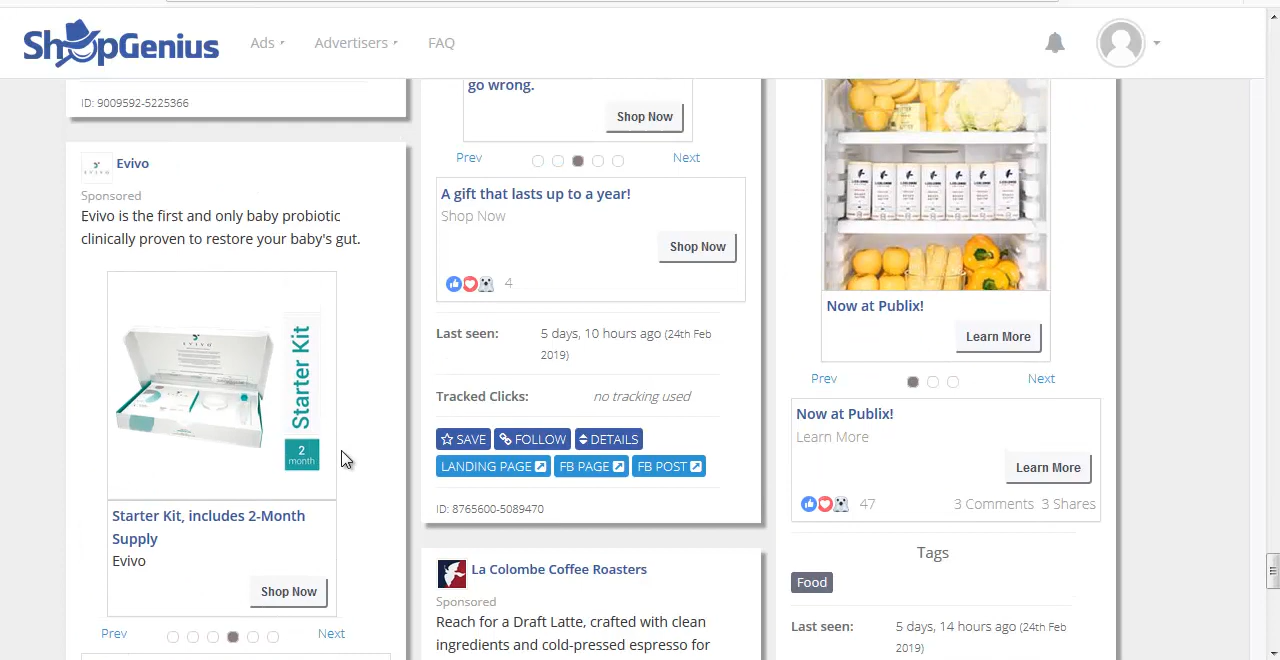 ShopGenius
Ads
Advertisers
FAQ
ID: 9009592-5225366
Evivo
Sponsored
Evivo is the first and only baby probiotic
clinically proven to restore your baby's gut.
Starter Kit
2
month
Starter Kit, includes 2-Month
Supply
Evivo
Shop Now
Prev
Next
go wrong.
Shop Now
Prev
Next
A gift that lasts up to a year!
Shop Now
Shop Now
4
Last seen:
5 days, 10 hours ago (24th Feb
2019)
Tracked Clicks:
no tracking used
SAVE
FOLLOW
DETAILS
LANDING PAGE
FB PAGE
FB POST
ID: 8765600-5089470
La Colombe Coffee Roasters
Sponsored
Reach for a Draft Latte, crafted with clean
ingredients and cold-pressed espresso for
Now at Publix!
Learn More
Prev
Next
Now at Publix!
Learn More
Learn More
47
3 Comments 3 Shares
Tags
Food
Last seen:
5 days, 14 hours ago (24th Feb
2019)